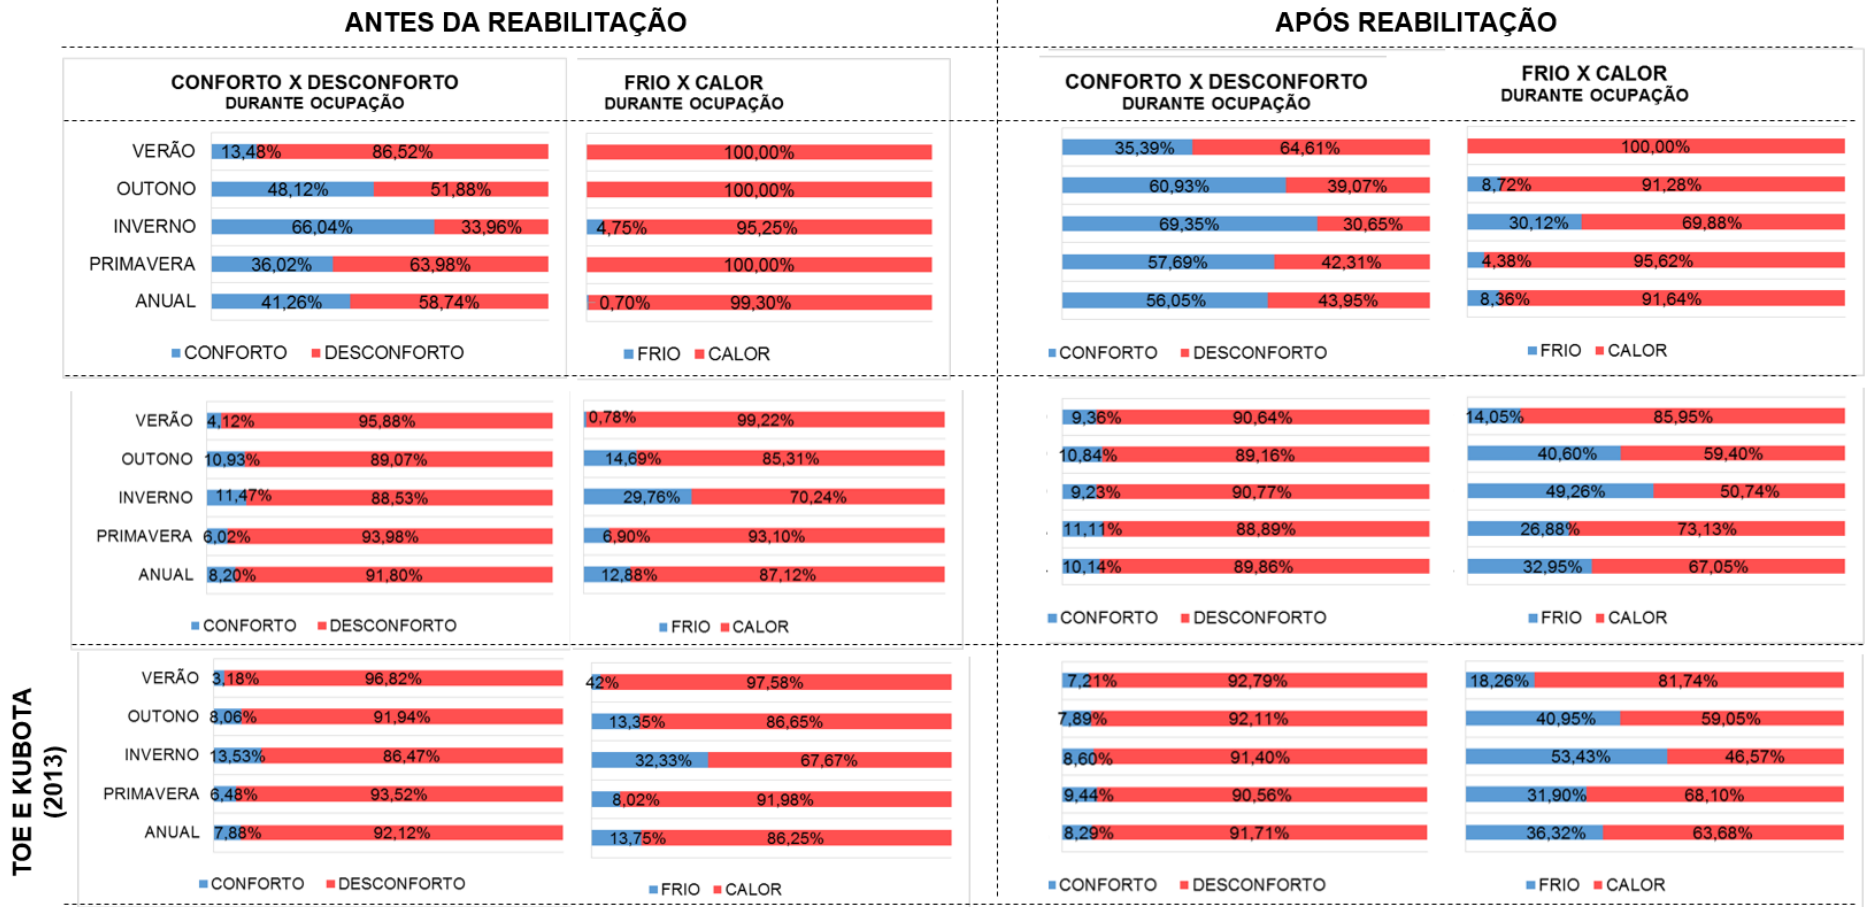 ANTES DA REABILITAÇÃO
APÓS REABILITAÇÃO
CONFORTO X DESCONFORTO
DURANTE OCUPAÇÃO
FRIO X CALOR
DURANTE OCUPAÇÃO
CONFORTO X DESCONFORTO
DURANTE OCUPAÇÃO
FRIO X CALOR
DURANTE OCUPAÇÃO
VERÃO 13,48% 86,52% 100,00% 35,39% 64,61% 100,00%
OUTONO 48,12% 51,88% 100,00% 60,93% 39,07% 8,72% 91,28%
INVERNO 66,04% 33,96% 4,75% 95,25% 69,35% 30,65% 30,12% 69,88%
PRIMAVERA 36,02% 63,98% 100,00% 57,69% 42,31% 4,38% 95,62%
ANUAL 41,26% 58,74% 0,70% 99,30% 56,05% 43,95% 8,36% 91,64%
CONFORTO DESCONFORTO FRIO CALOR CONFORTO DESCONFORTO FRIO CALOR
VERÃO 4,12% 95,88% 0,78% 99,22% 9,36% 90,64% 14,05% 85,95%
OUTONO 10,93% 89,07% 14,69% 85,31% 10,84% 89,16% 40,60% 59,40%
INVERNO 11,47% 88,53% 29,76% 70,24% 9,23% 90,77% 49,26% 50,74%
PRIMAVERA 6,02% 93,98% 6,90% 93,10% 11,11% 88,89% 26,88% 73,13%
ANUAL 8,20% 91,80% 12,88% 87,12% 10,14% 89,86% 32,95% 67,05%
CONFORTO DESCONFORTO FRIO CALOR CONFORTO DESCONFORTO FRIO CALOR
TOE E KUBOTA
(2013)
VERÃO 3,18% 96,82% 42% 97,58% 7,21% 92,79% 18,26% 81,74%
OUTONO 8,06% 91,94% 13,35% 86,65% 7,89% 92,11% 40,95% 59,05%
INVERNO 13,53% 86,47% 32,33% 67,67% 8,60% 91,40% 53,43% 46,57%
PRIMAVERA 6,48% 93,52% 8,02% 91,98% 9,44% 90,56% 31,90% 68,10%
ANUAL 7,88% 92,12% 13,75% 86,25% 8,29% 91,71% 36,32% 63,68%
CONFORTO DESCONFORTO FRIO CALOR CONFORTO DESCONFORTO FRIO CALOR